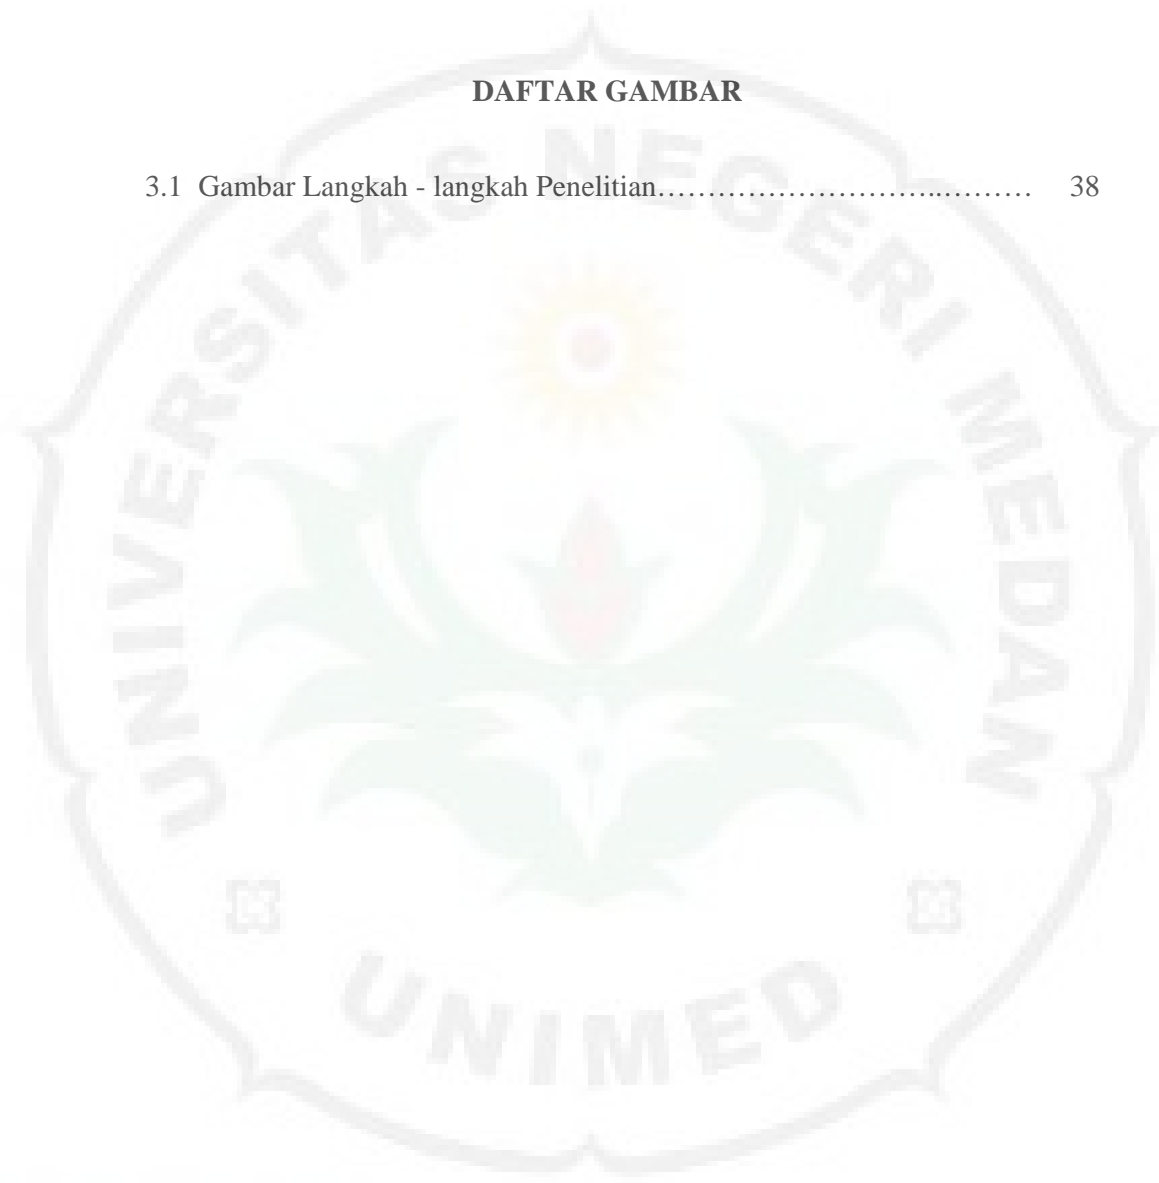 DAFTAR GAMBAR
3.1 Gambar Langkah - langkah Penelitian……………………...……… 38
UNIVERSITAS NEGERI MEDAN
UNIMED